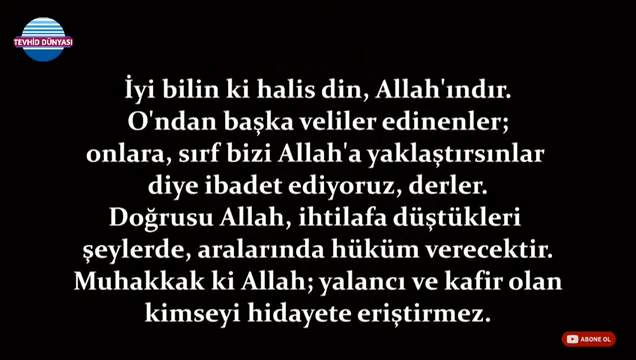 TEVHİD DÜNYASI
İyi bilin ki halis din, Allah'ındır.
O'ndan başka veliler edinenler;
onlara, sırf bizi Allah'a yaklaştırsınlar
diye ibadet ediyoruz, derler.
Doğrusu Allah, ihtilafa düştükleri
şeylerde, aralarında hüküm verecektir.
Muhakkak ki Allah; yalancı ve kafir olan
kimseyi hidayete eriştirmez.
ABONE OL